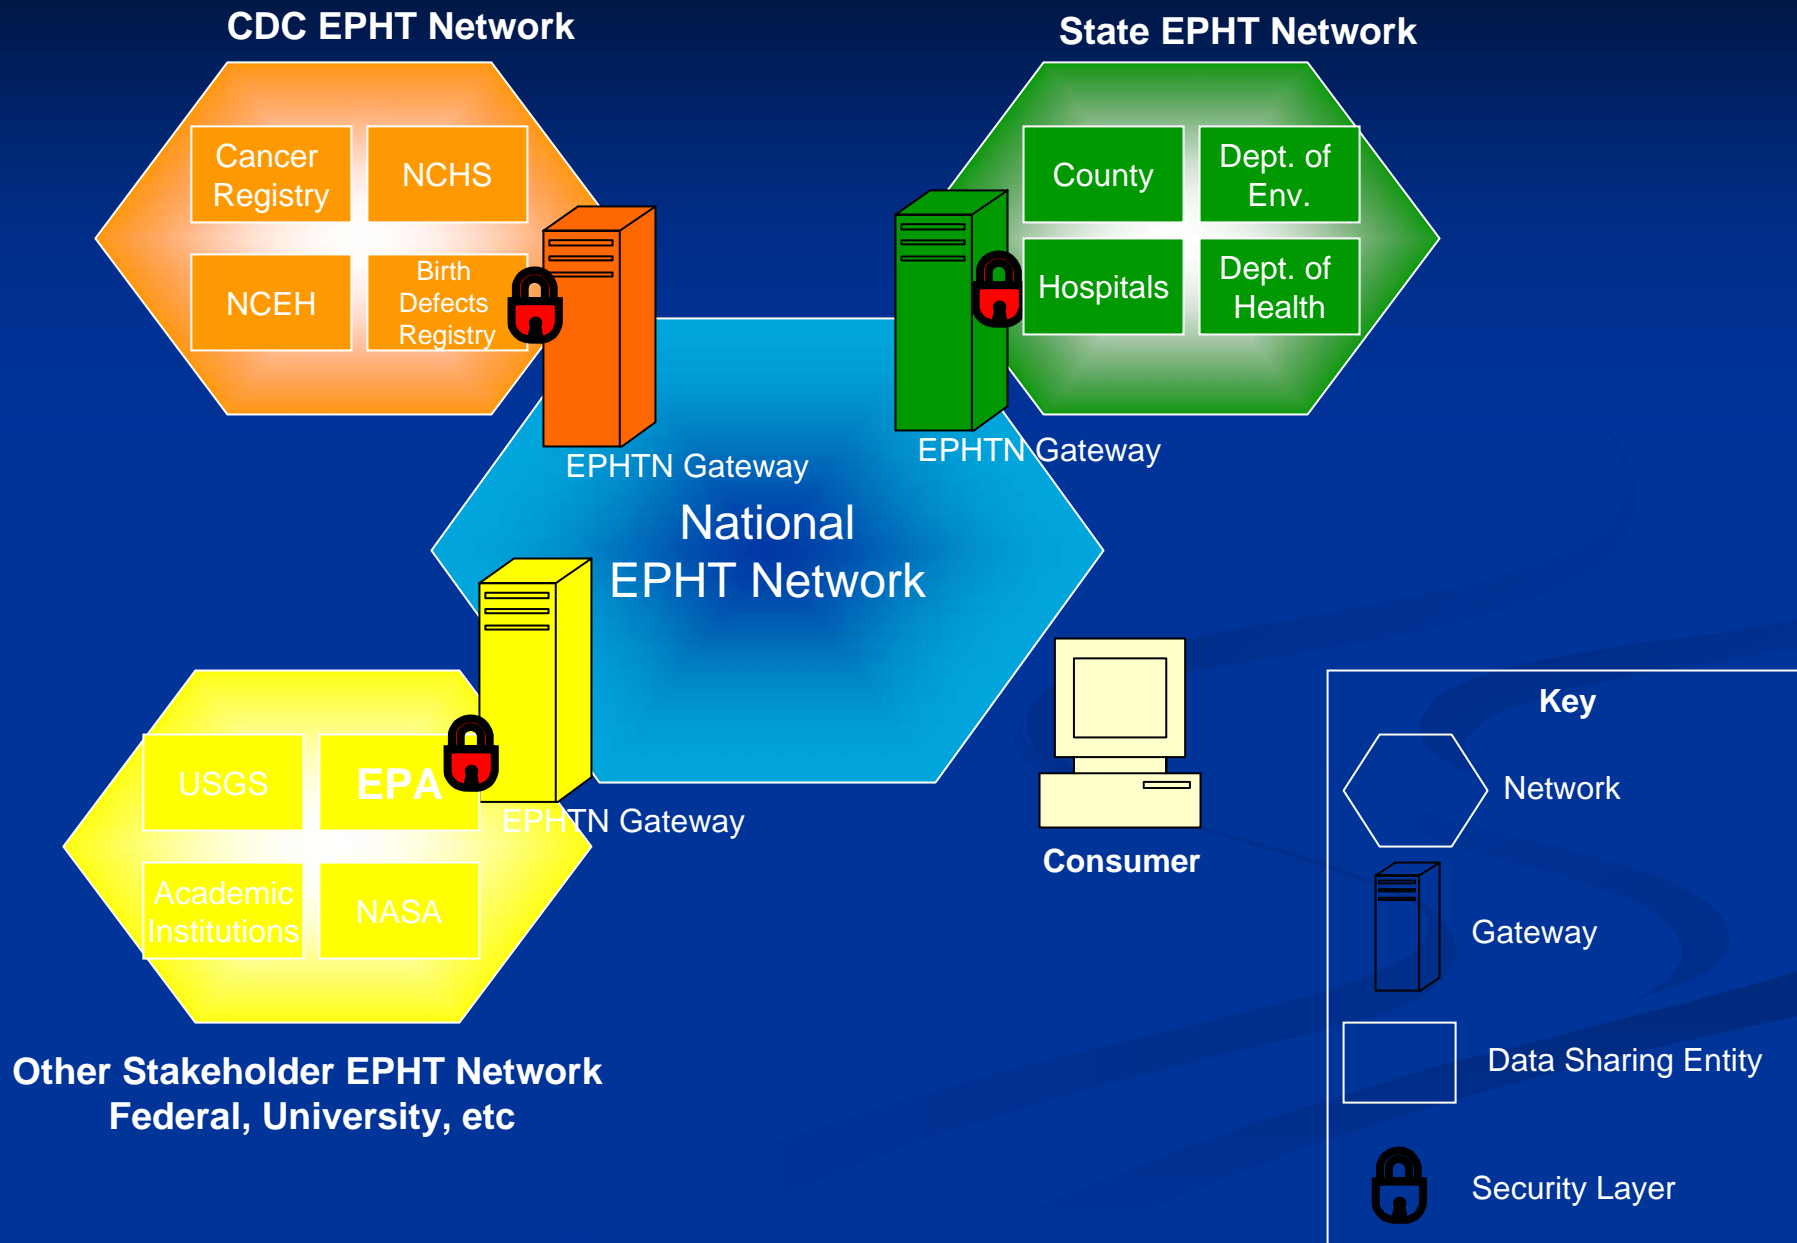 CDC EPHT Network
State EPHT Network
Cancer
Registry
NCHS
NCEH
Birth
Defects
Registry
County
Dept. of
Env.
Hospitals
Dept. of
Health
EPHTN Gateway
EPHTN Gateway
National
EPHT Network
USGS
EPA
Academic
Institutions
NASA
EPHTN Gateway
Consumer
Other Stakeholder EPHT Network
Federal, University, etc
Key
Network
Gateway
Data Sharing Entity
Security Layer